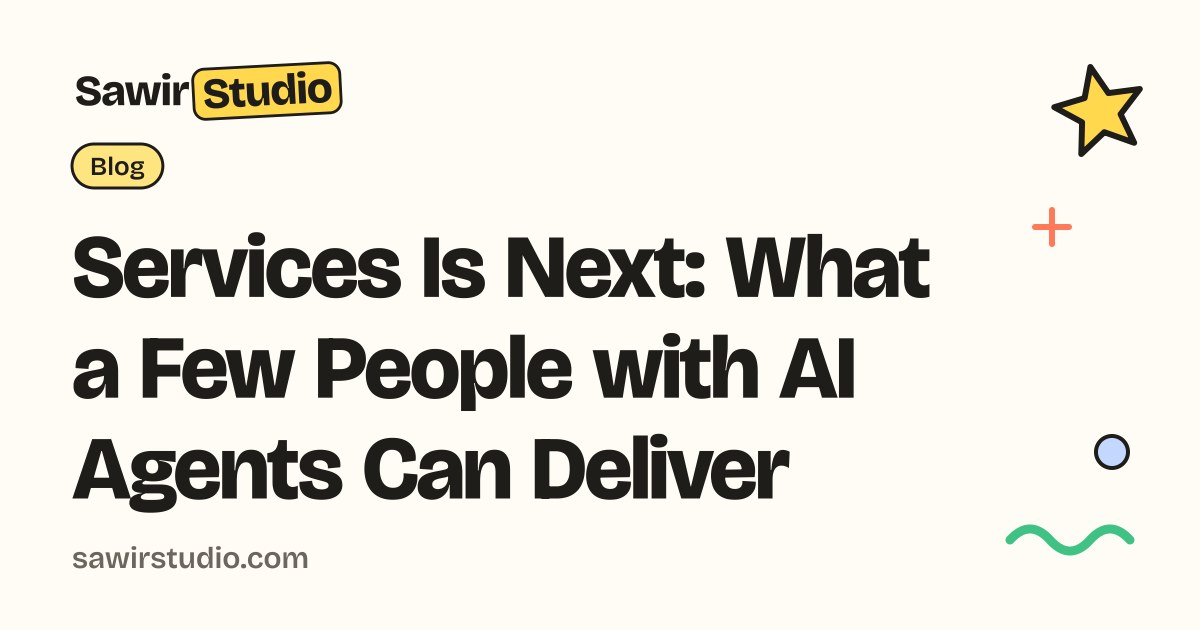 Sawir Studio
Blog
Services Is Next: What
a Few People with AI
Agents Can Deliver
sawirstudio.com